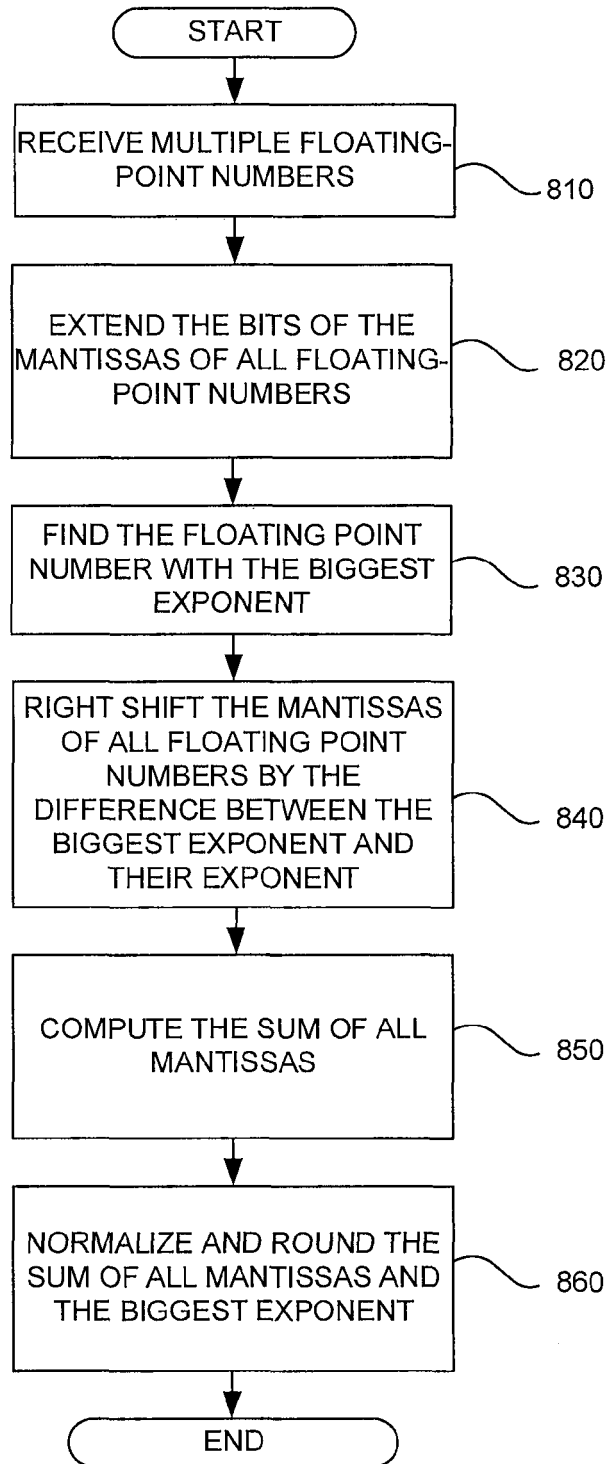 START
RECEIVE MULTIPLE FLOATING-
POINT NUMBERS
810
EXTEND THE BITS OF THE
MANTISSAS OF ALL FLOATING-
POINT NUMBERS
820
FIND THE FLOATING POINT
NUMBER WITH THE BIGGEST
EXPONENT
830
RIGHT SHIFT THE MANTISSAS
OF ALL FLOATING POINT
NUMBERS BY THE
DIFFERENCE BETWEEN THE
BIGGEST EXPONENT AND
THEIR EXPONENT
840
COMPUTE THE SUM OF ALL
MANTISSAS
850
NORMALIZE AND ROUND THE
SUM OF ALL MANTISSAS AND
THE BIGGEST EXPONENT
860
END